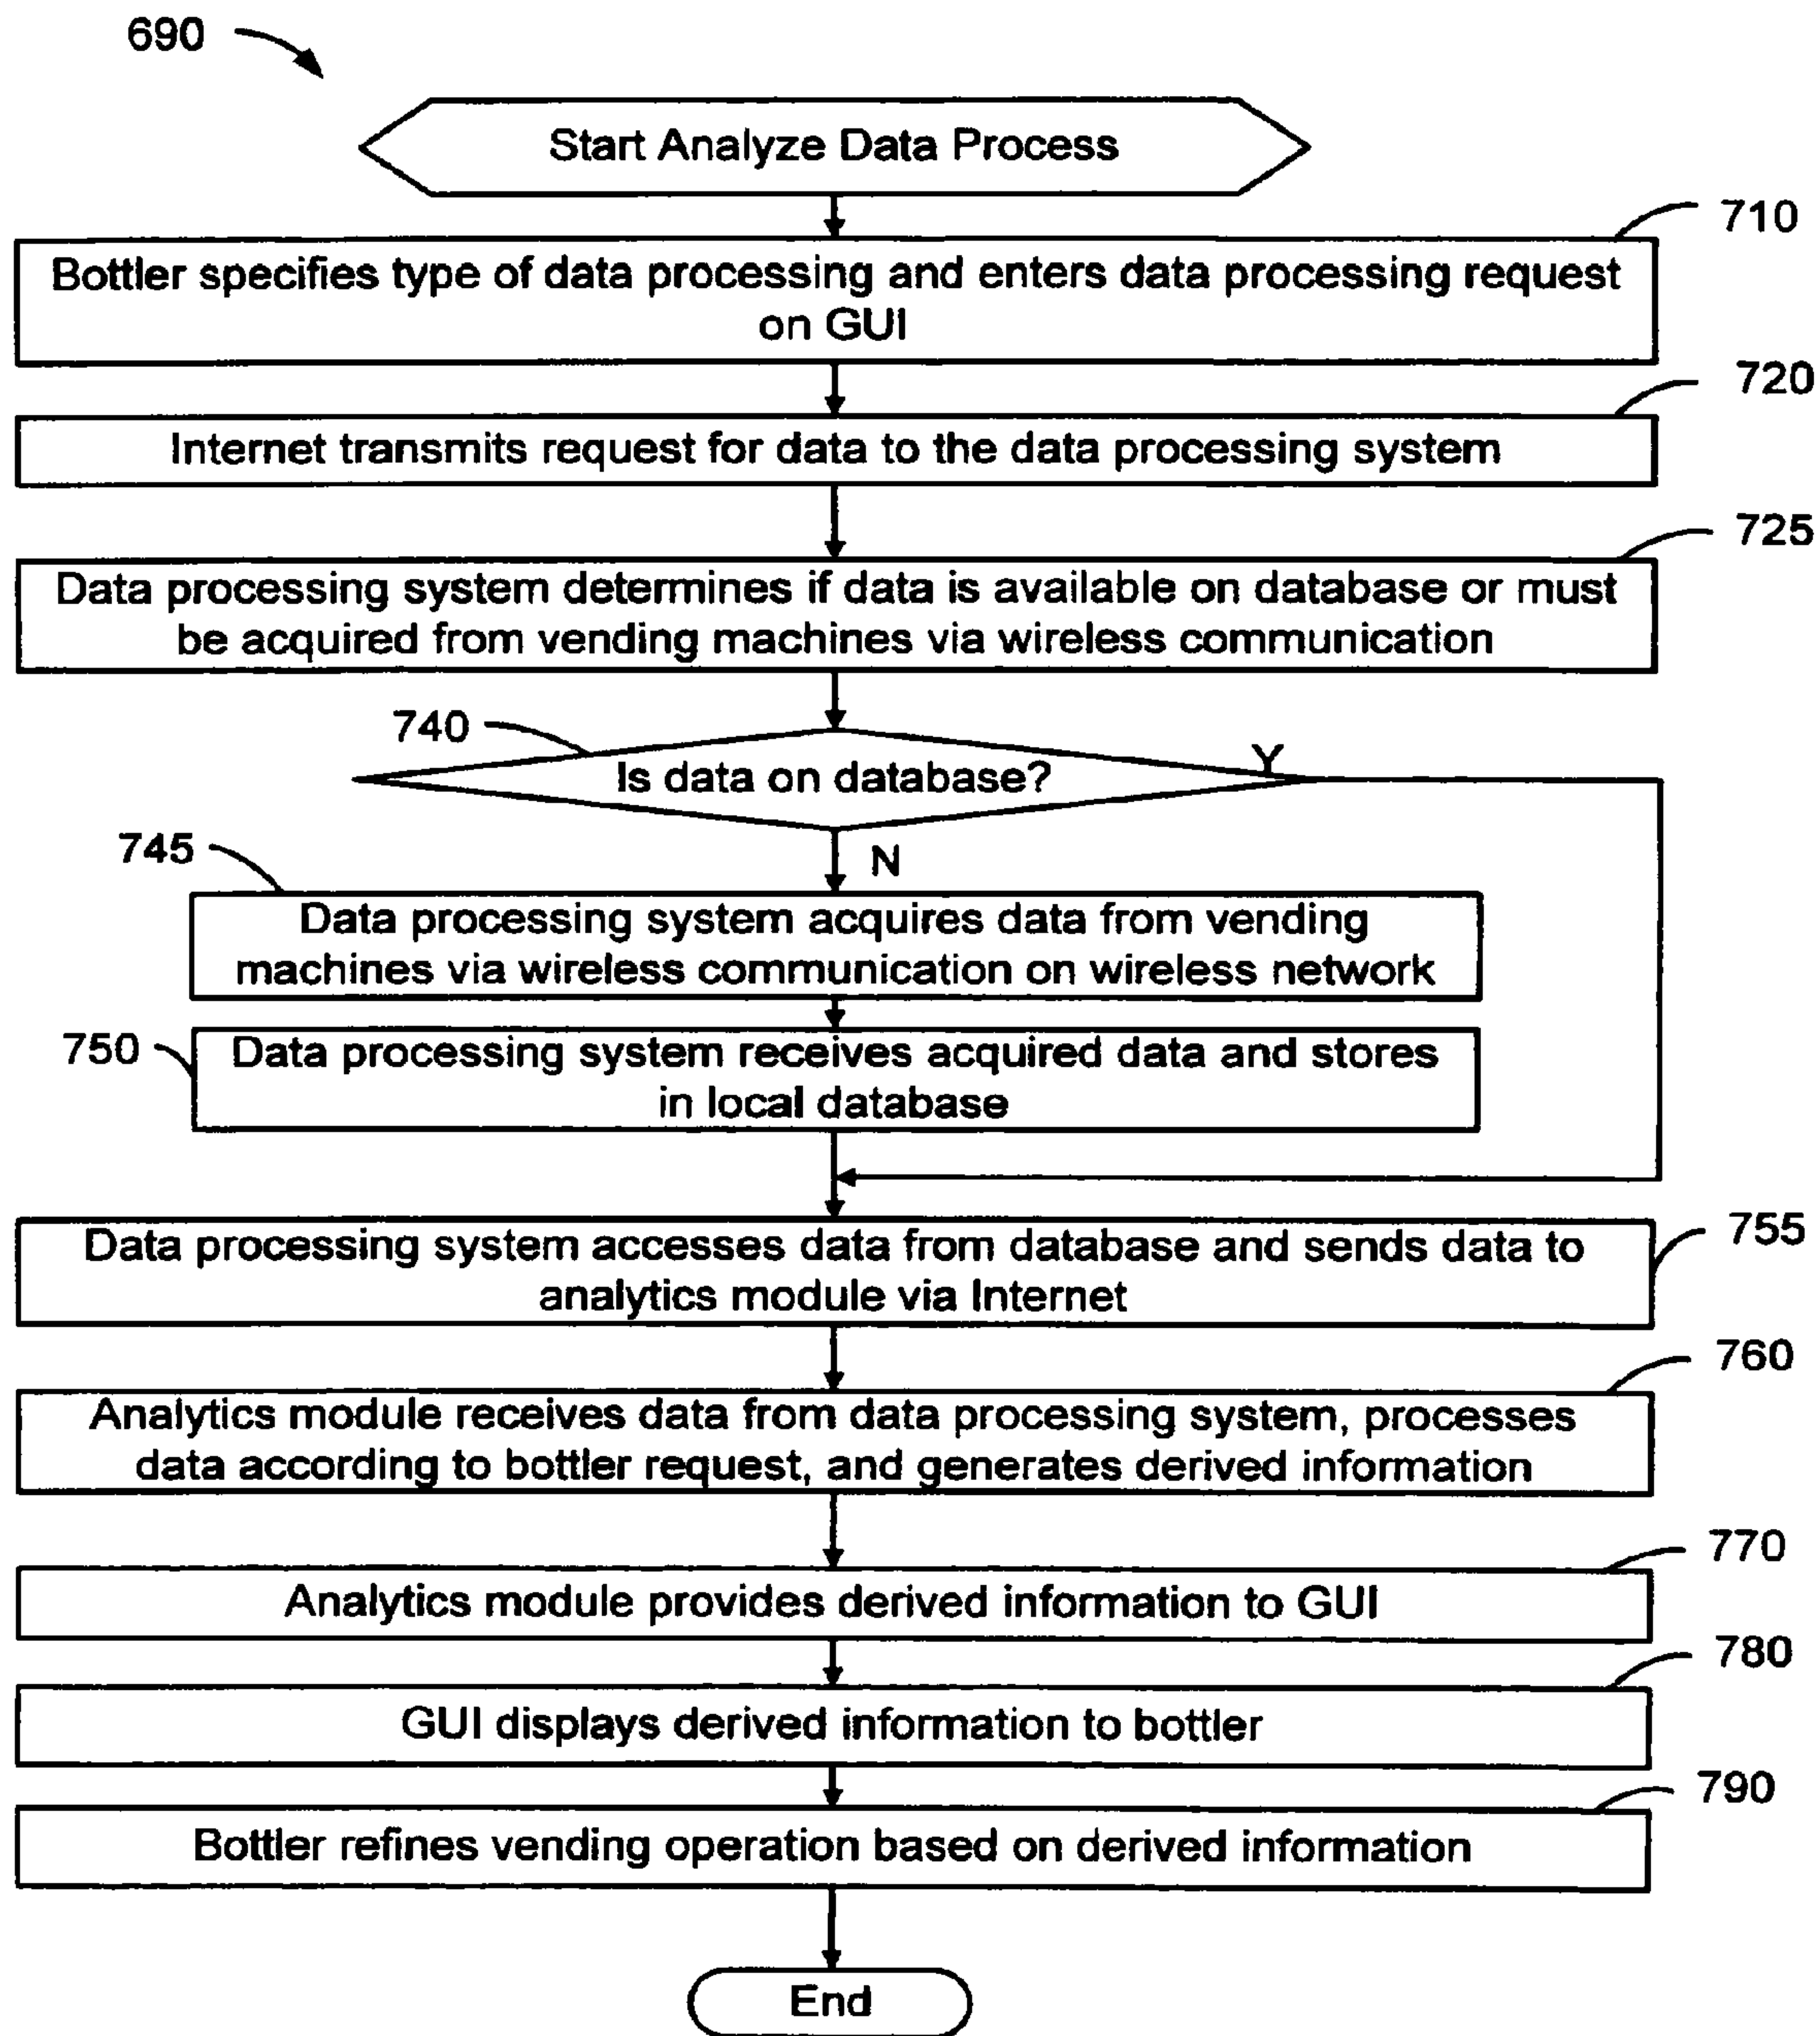 690
Start Analyze Data Process
710
Bottler specifies type of data processing and enters data processing request
on GUI
720
Internet transmits request for data to the data processing system
725
Data processing system determines if data is available on database or must
be acquired from vending machines via wireless communication
740
Is data on database?
Y
N
745
Data processing system acquires data from vending
machines via wireless communication on wireless network
750
Data processing system receives acquired data and stores
in local database
755
Data processing system accesses data from database and sends data to
analytics module via Internet
760
Analytics module receives data from data processing system, processes
data according to bottler request, and generates derived information
770
Analytics module provides derived information to GUI
780
GUI displays derived information to bottler
790
Bottler refines vending operation based on derived information
End